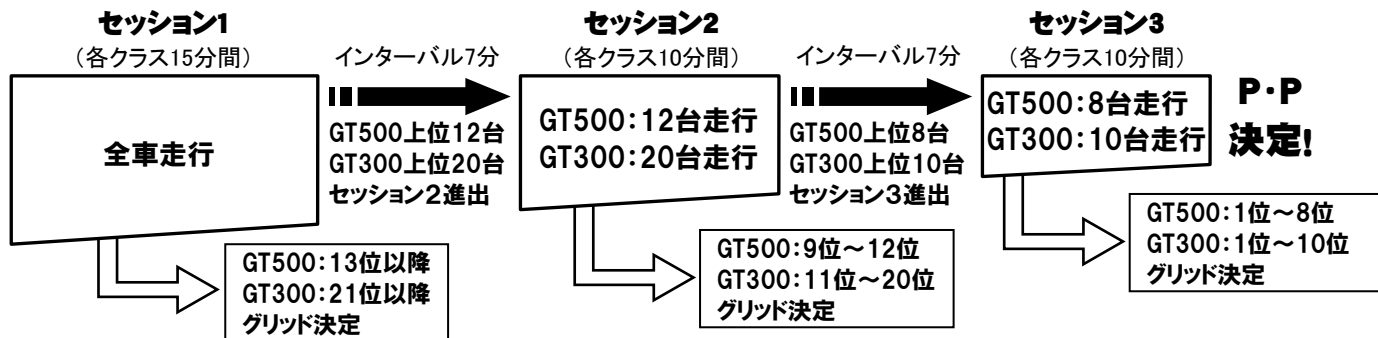 セッション1
（各クラス15分間）
全車走行
GT500：13位以降
GT300：21位以降
グリッド決定
インターバル7分
GT500上位12台
GT300上位20台
セッション2進出
セッション2
（各クラス10分間）
GT500：12台走行
GT300：20台走行
GT500：9位～12位
GT300：11位～20位
グリッド決定
インターバル7分
GT500上位8台
GT300上位10台
セッション3進出
セッション3
（各クラス10分間）
GT500：8台走行
GT300：10台走行
GT500：1位～8位
GT300：1位～10位
グリッド決定
P・P
決定!